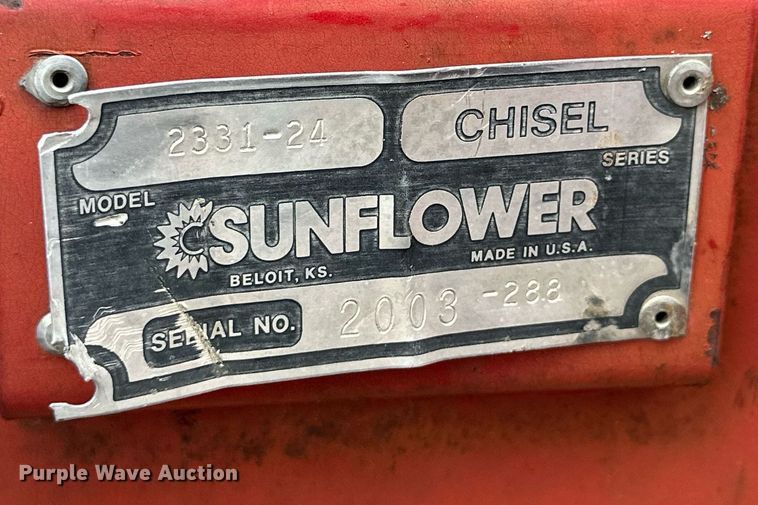 2331-24
CHISEL
MODEL
SERIES
SUNFLOWER
BELOIT, KS.
MADE IN U.S.A.
SERIAL NO. 2003 -288
Purple Wave Auction